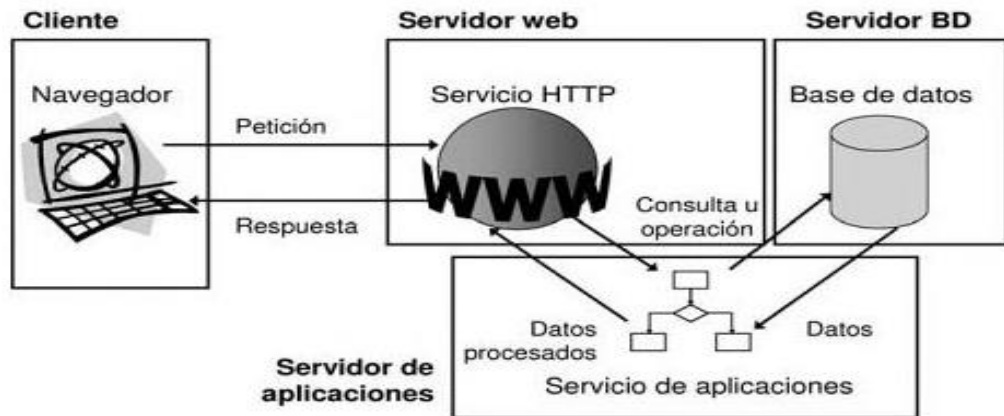 Cliente
Servidor web
Servidor BD
Navegador
Servicio HTTP
Base de datos
Petición
WWW
Respuesta
Consulta u
operación
Datos
procesados
Datos
Servidor de
aplicaciones
Servicio de aplicaciones